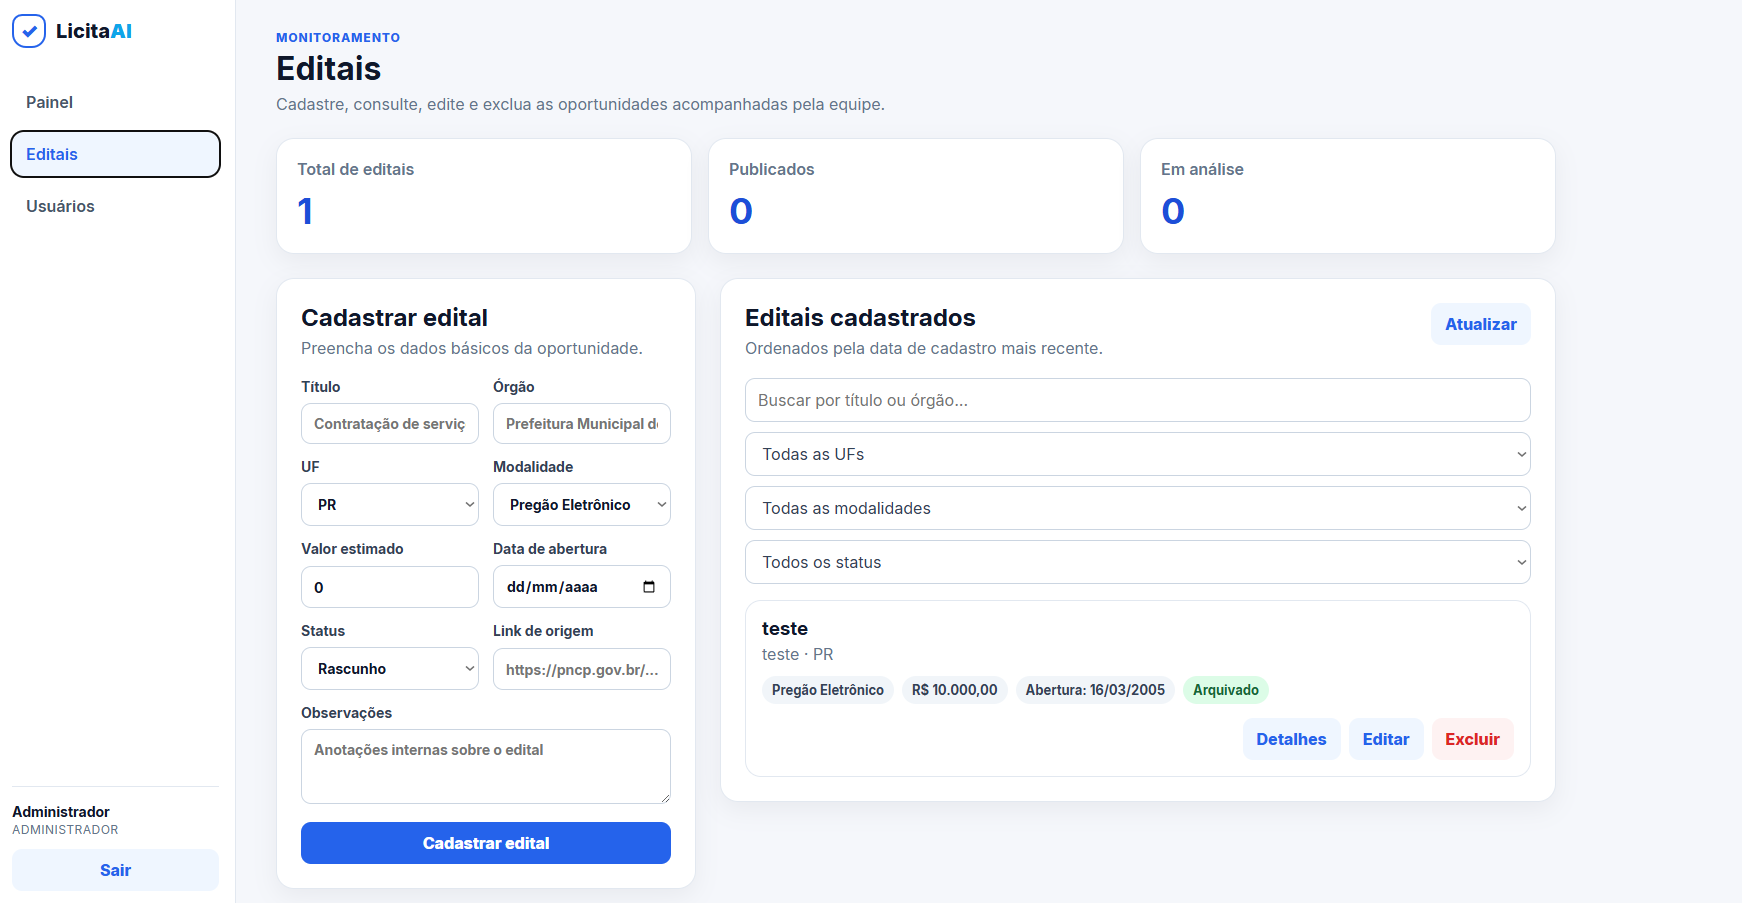 LicitaAI
Painel
Editais
Usuários
Administrador
ADMINISTRADOR
Sair
MONITORAMENTO
Editais
Cadastre, consulte, edite e exclua as oportunidades acompanhadas pela equipe.
Total de editais
1
Publicados
0
Em análise
0
Cadastrar edital
Preencha os dados básicos da oportunidade.
Título
Órgão
Contratação de serviç
Prefeitura Municipal d
UF
Modalidade
PR
Pregão Eletrônico
Valor estimado
Data de abertura
0
dd/mm/aaaa
Status
Link de origem
Rascunho
https://pncp.gov.br/...
Observações
Anotações internas sobre o edital
Cadastrar edital
Editais cadastrados
Ordenados pela data de cadastro mais recente.
Atualizar
Buscar por título ou órgão...
Todas as UFs
Todas as modalidades
Todos os status
teste
teste · PR
Pregão Eletrônico
R$ 10.000,00
Abertura: 16/03/2005
Arquivado
Detalhes
Editar
Excluir